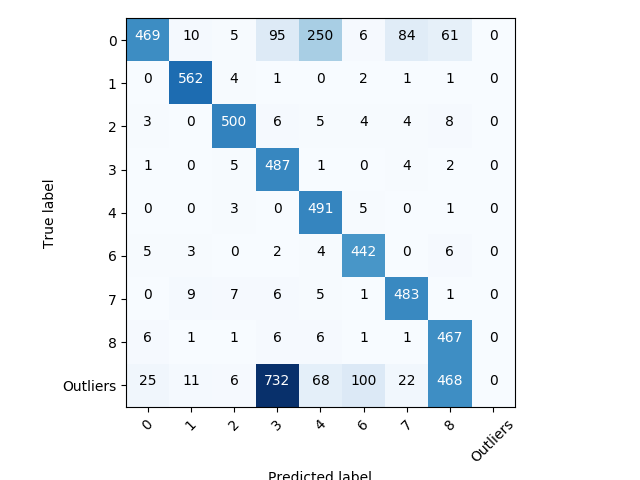 0 469 10 5 95 250 6 84 61 0
1 0 562 4 1 0 2 1 1 0
2 3 0 500 6 5 4 4 8 0
3 1 0 5 487 1 0 4 2 0
4 0 0 3 0 491 5 0 1 0
6 5 3 0 2 4 442 0 6 0
7 0 9 7 6 5 1 483 1 0
8 6 1 1 6 6 1 1 467 0
Outliers 25 11 6 732 68 100 22 468 0
0 1 2 3 4 6 7 8 Outliers
True label
Predicted label